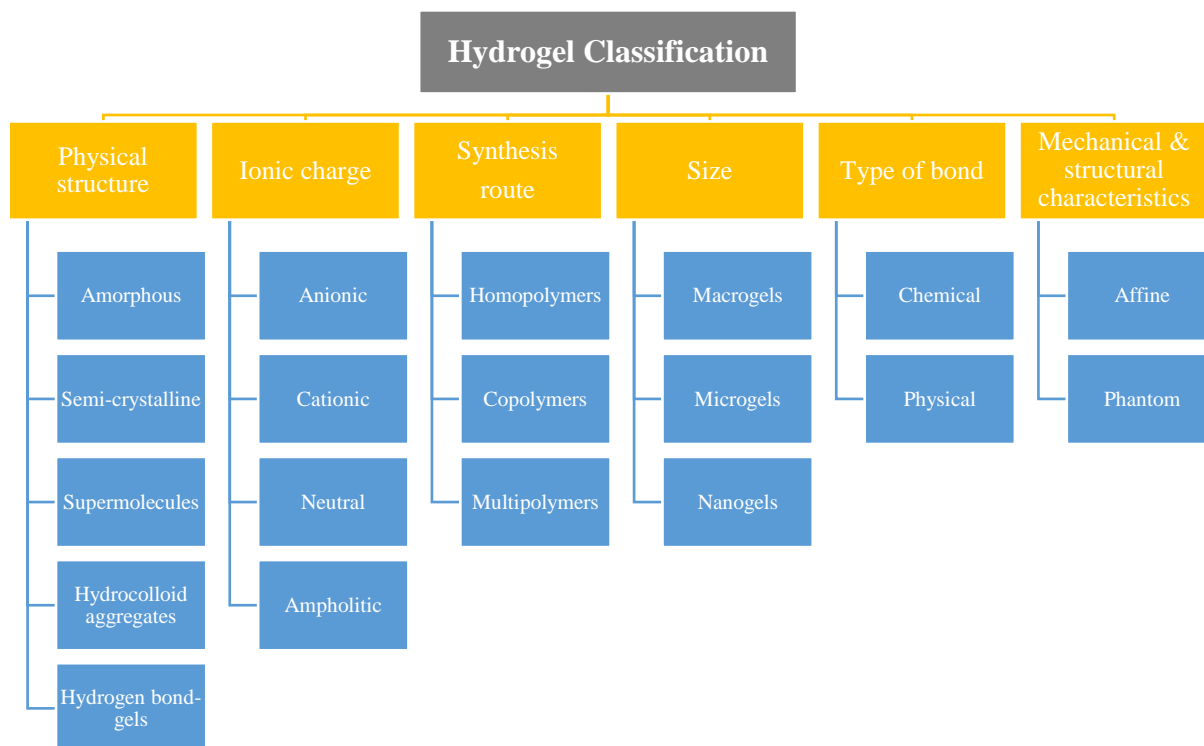 Hydrogel Classification
Physical
structure
Amorphous
Semi-crystalline
Supermolecules
Hydrocolloid
aggregates
Hydrogen bond-
gels
Ionic charge
Anionic
Cationic
Neutral
Ampholitic
Synthesis
route
Homopolymers
Copolymers
Multipolymers
Size
Macrogels
Microgels
Nanogels
Type of bond
Chemical
Physical
Mechanical &
structural
characteristics
Affine
Phantom